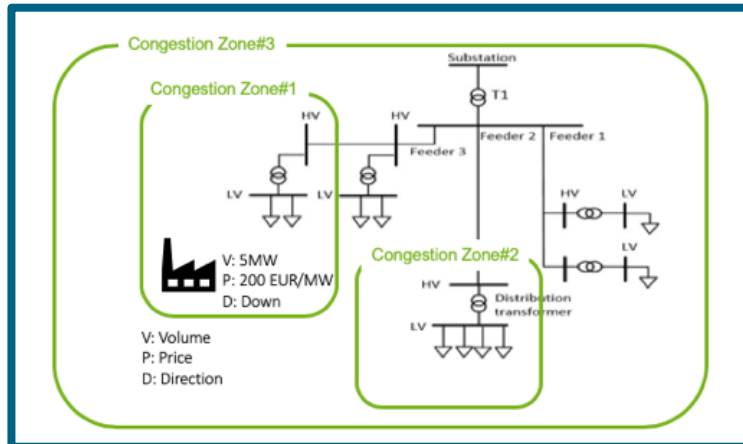 Congestion Zone#3
Substation
Congestion Zone#1
T1
HV
HV
Feeder 2
Feeder 1
Feeder 3
LV
LV
HV
LV
V: 5MW
P: 200 EUR/MW
D: Down
Congestion Zone#2
LV
HV
HV
Distribution
transformer
LV
V: Volume
P: Price
D: Direction